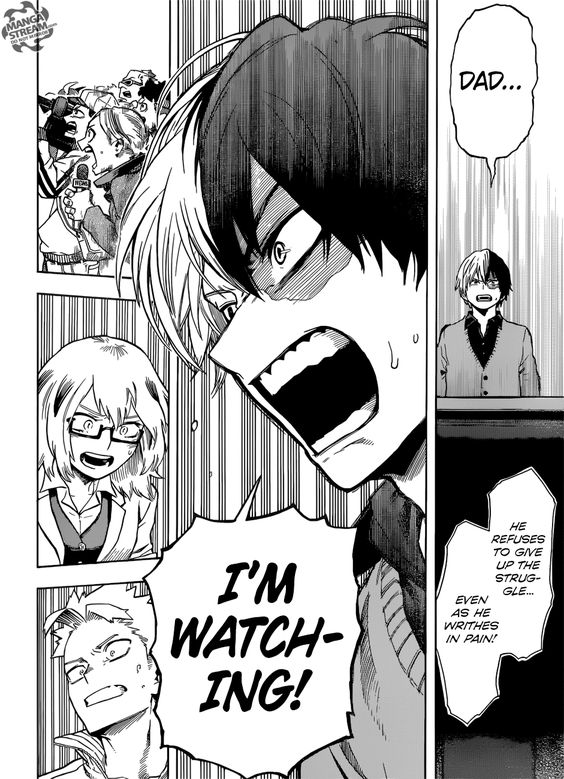 DAD...
HE
REFUSES
TO GIVE
UP THE
STRUG-
GLE...
EVEN
AS HE
WRITHES
IN PAIN!
I'M
WATCH-
ING!
MANGA
STREAM